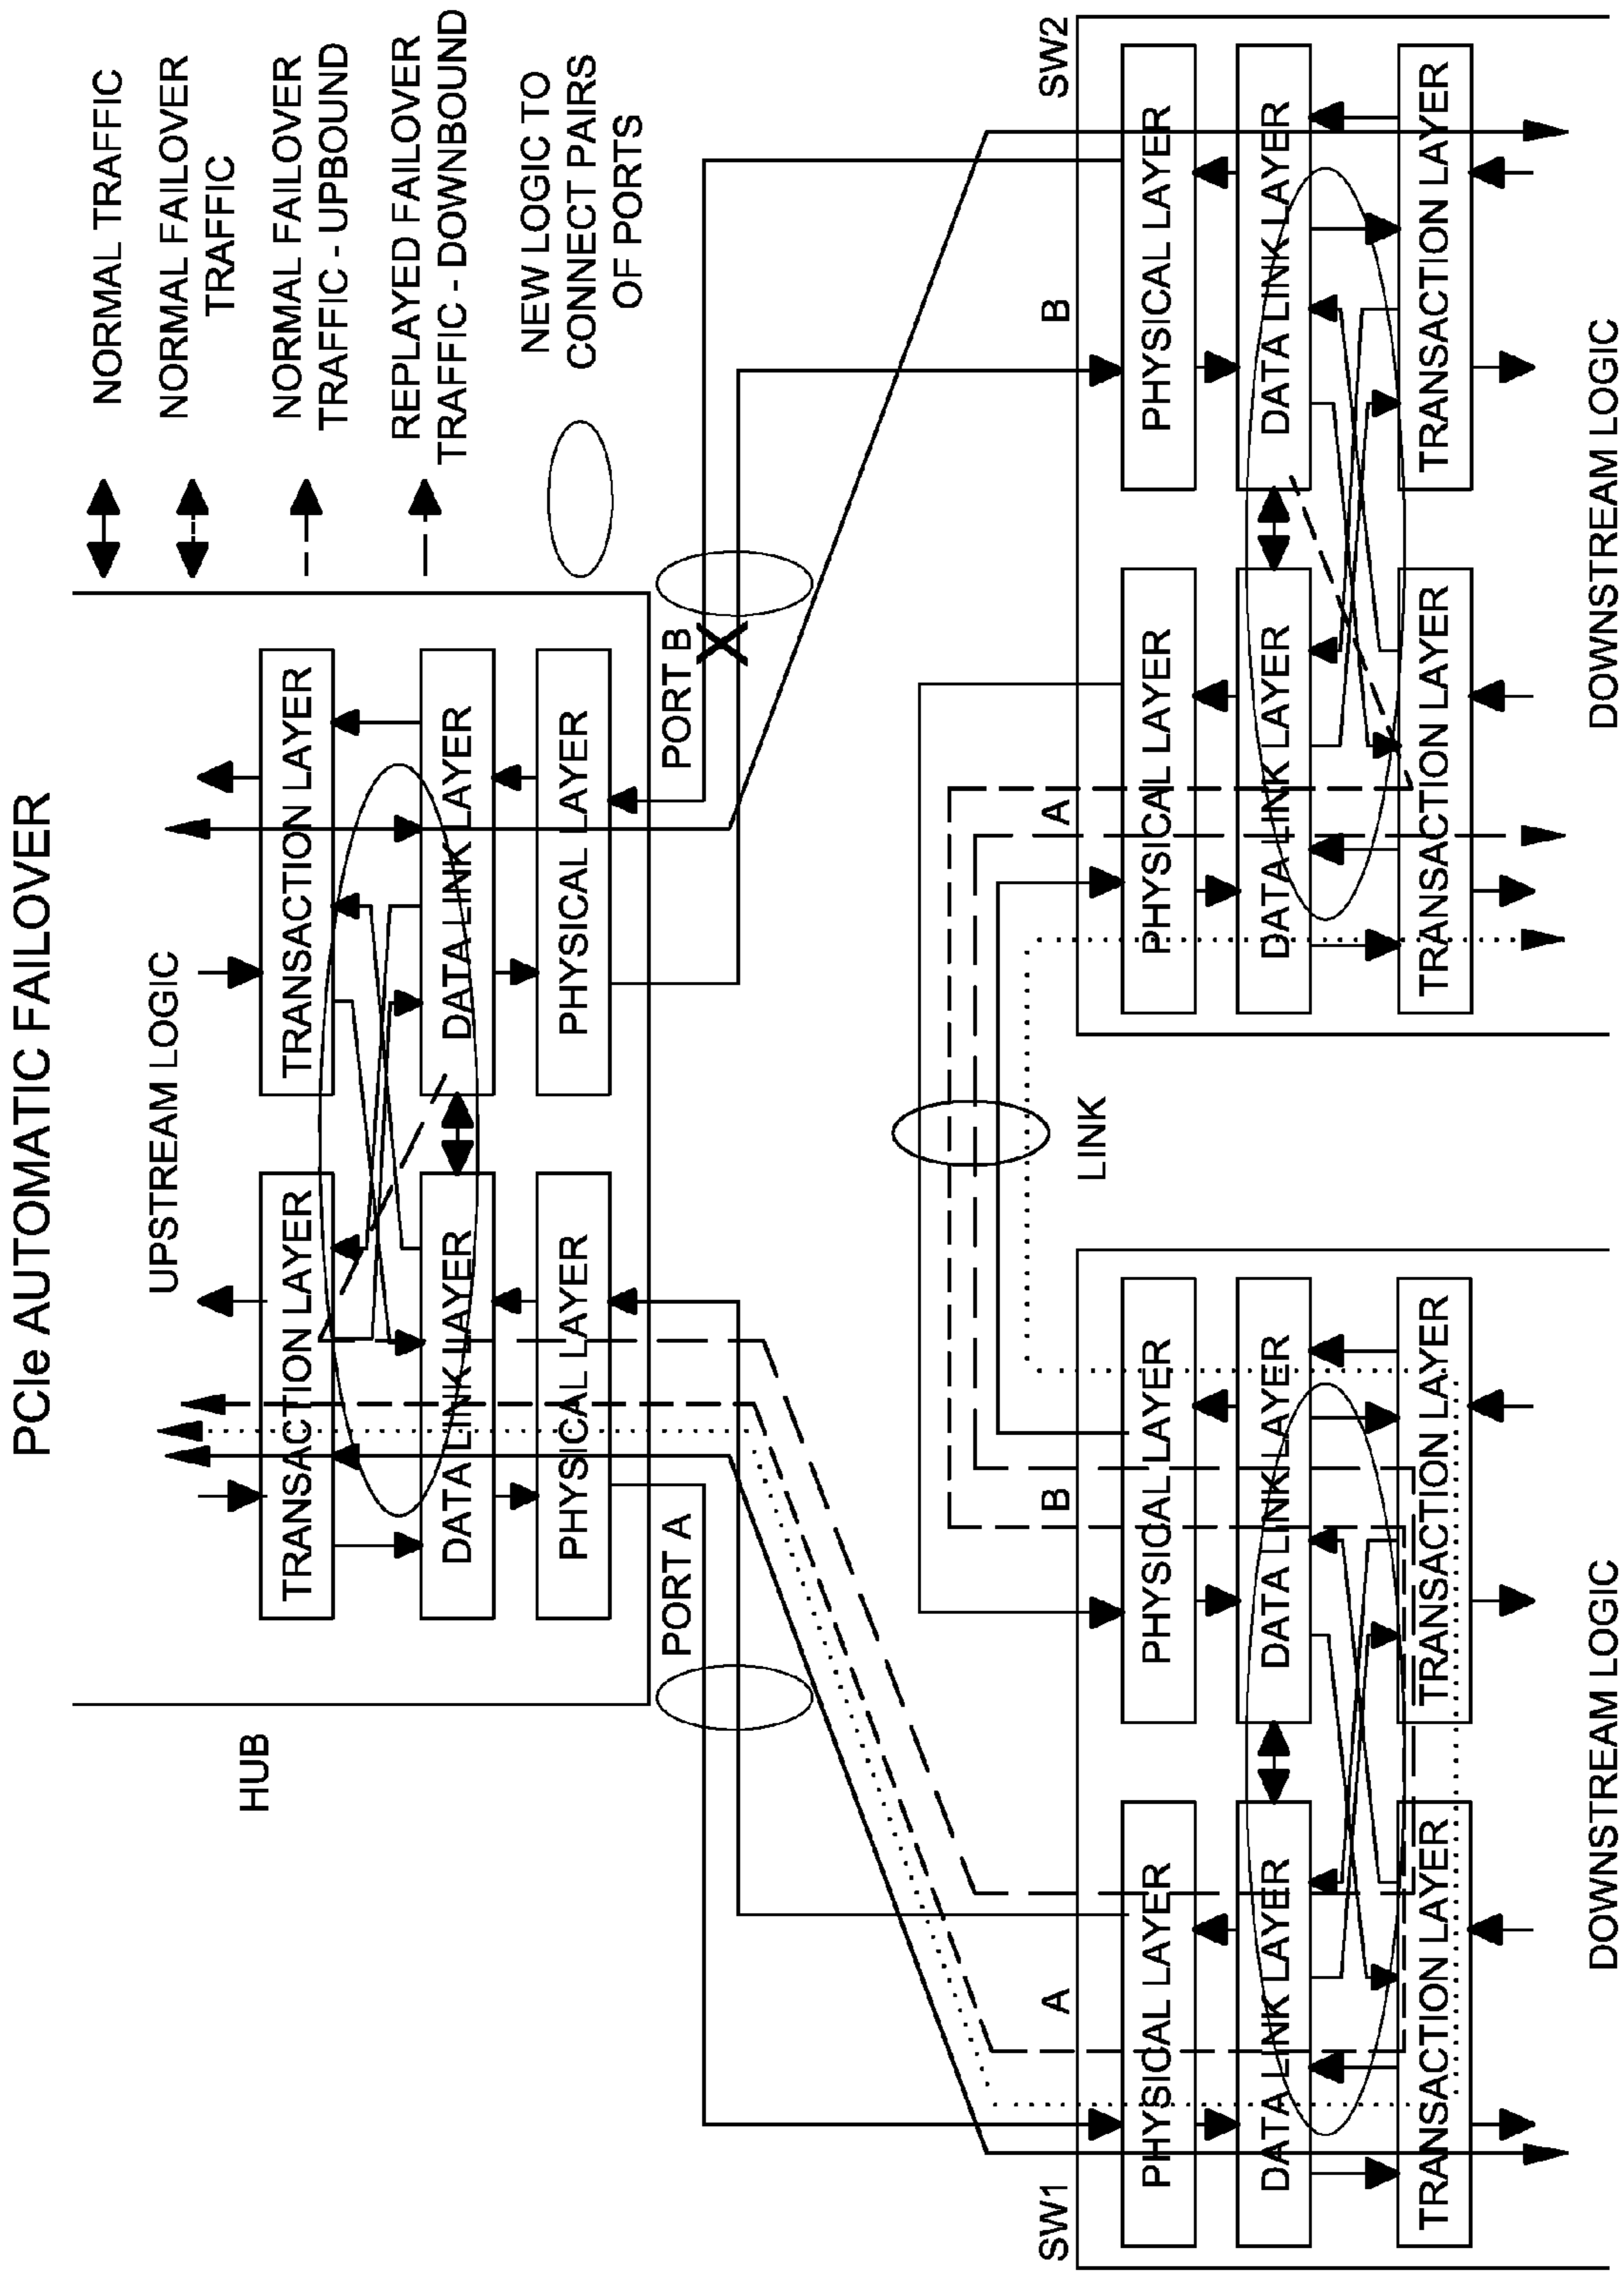 PCIe AUTOMATIC FAILOVER
UPSTREAM LOGIC
NORMAL TRAFFIC
NORMAL FAILOVER
TRAFFIC
NORMAL FAILOVER
TRAFFIC - UPBOUND
REPLAYED FAILOVER
TRAFFIC - DOWNBOUND
NEW LOGIC TO
CONNECT PAIRS
OF PORTS
HUB
TRANSACTION LAYER
TRANSACTION LAYER
DATA LINK LAYER
DATA LINK LAYER
PHYSICAL LAYER
PHYSICAL LAYER
PORT A
PORT B
SW1
A
B
LINK
A
B
SW2
PHYSICAL LAYER
PHYSICAL LAYER
PHYSICAL LAYER
PHYSICAL LAYER
DATA LINK LAYER
DATA LINK LAYER
DATA LINK LAYER
DATA LINK LAYER
TRANSACTION LAYER
TRANSACTION LAYER
TRANSACTION LAYER
TRANSACTION LAYER
DOWNSTREAM LOGIC
DOWNSTREAM LOGIC